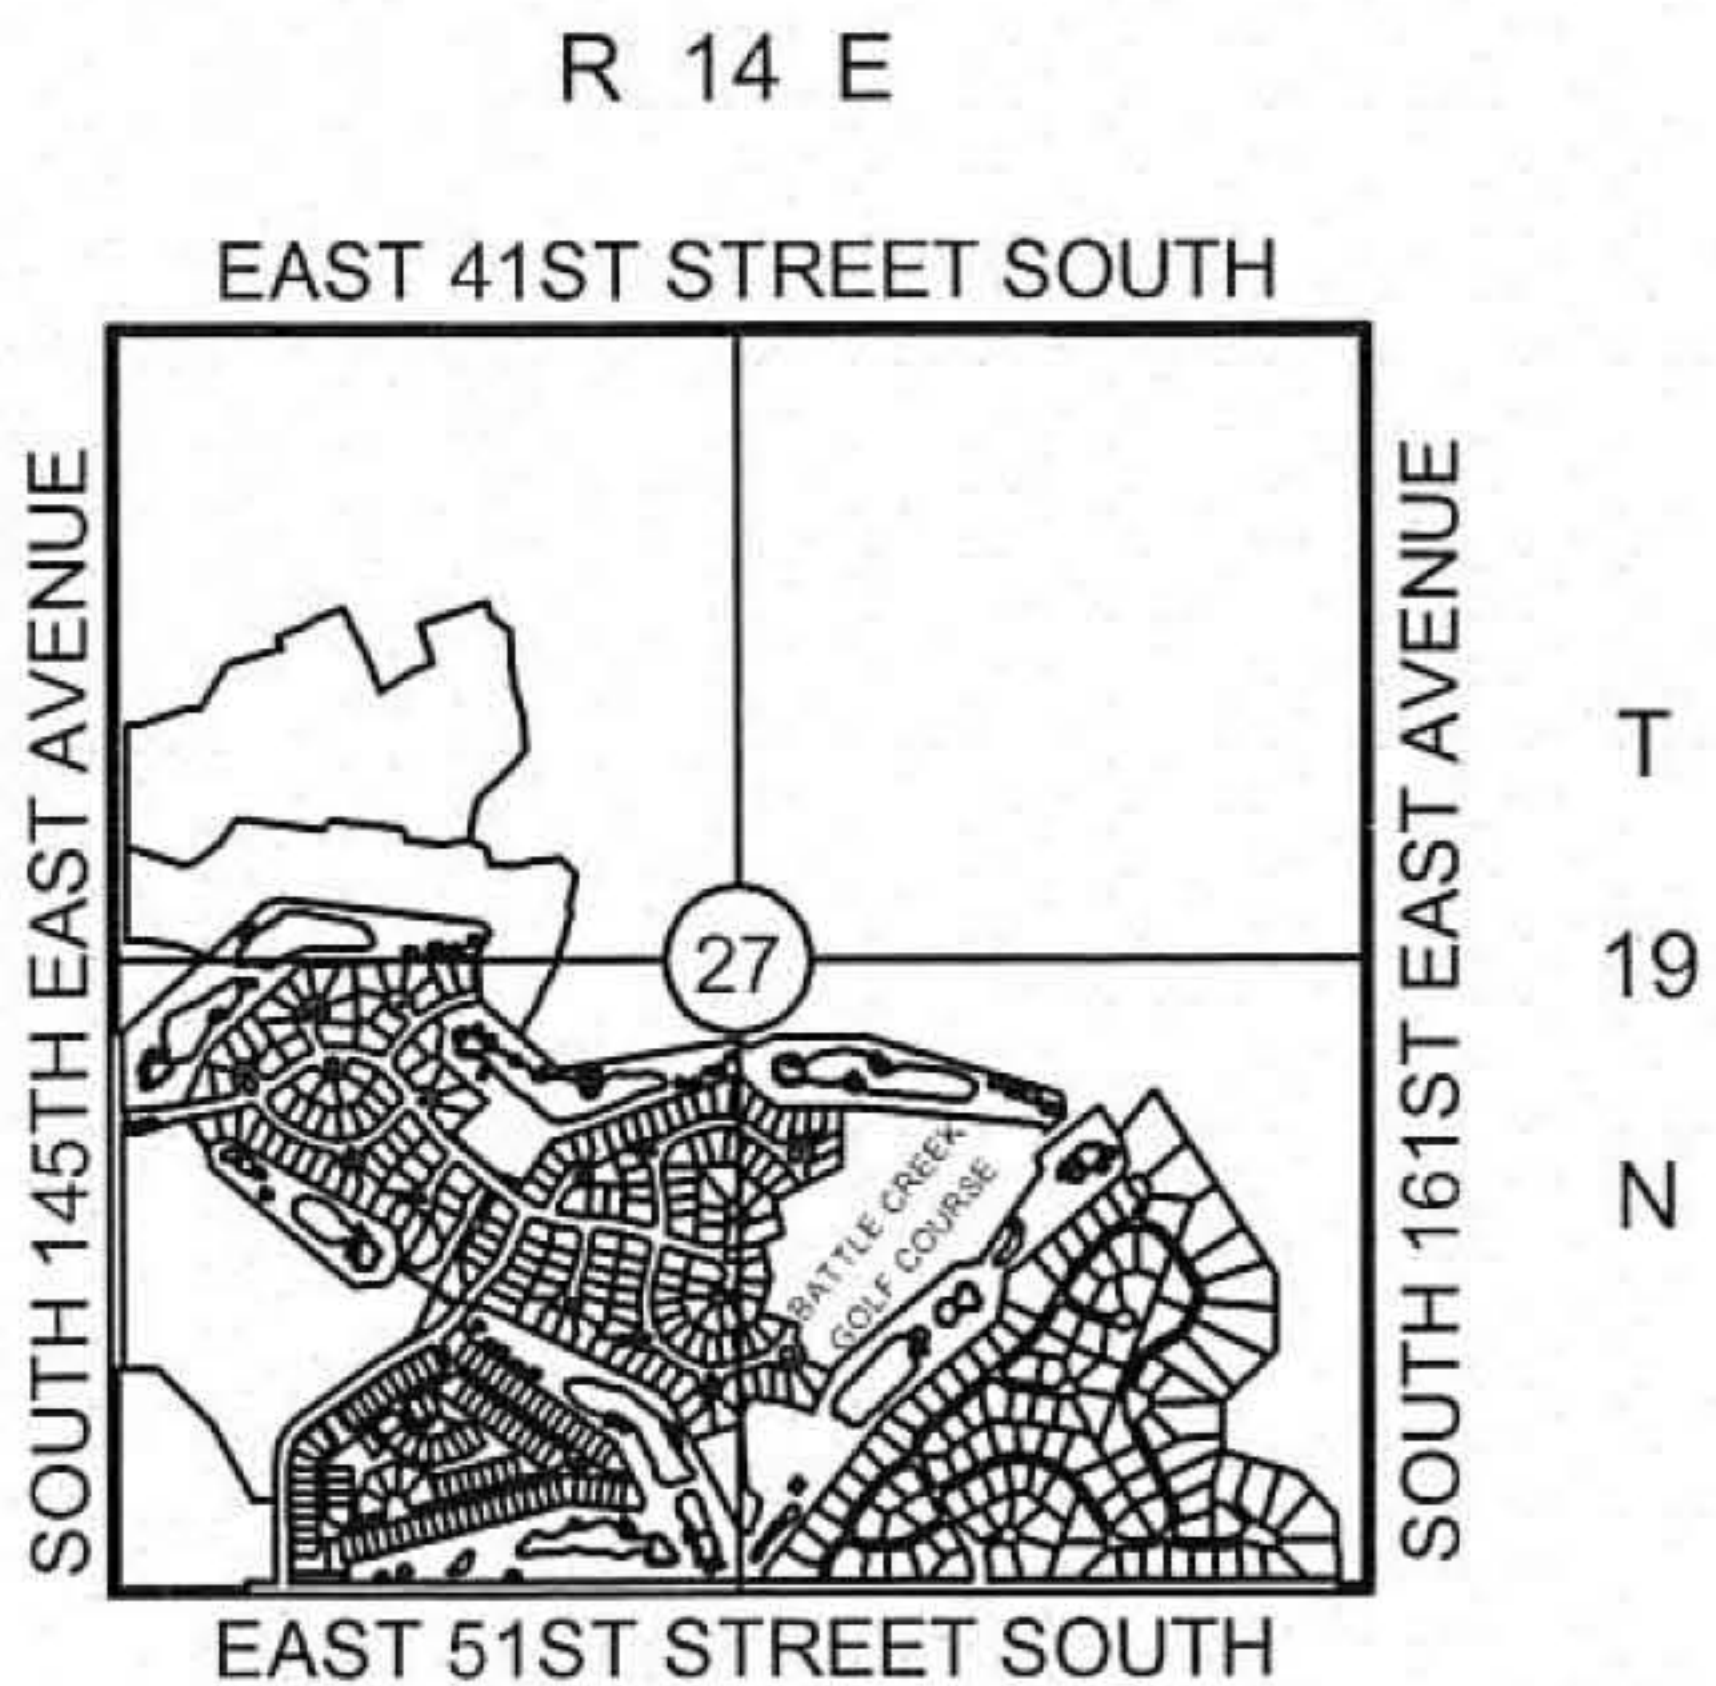 R 14 E
EAST 41ST STREET SOUTH
SOUTH 145TH EAST AVENUE
SOUTH 161ST EAST AVENUE
T
19
N
27
BATTLE CREEK
GOLF COURSE
EAST 51ST STREET SOUTH